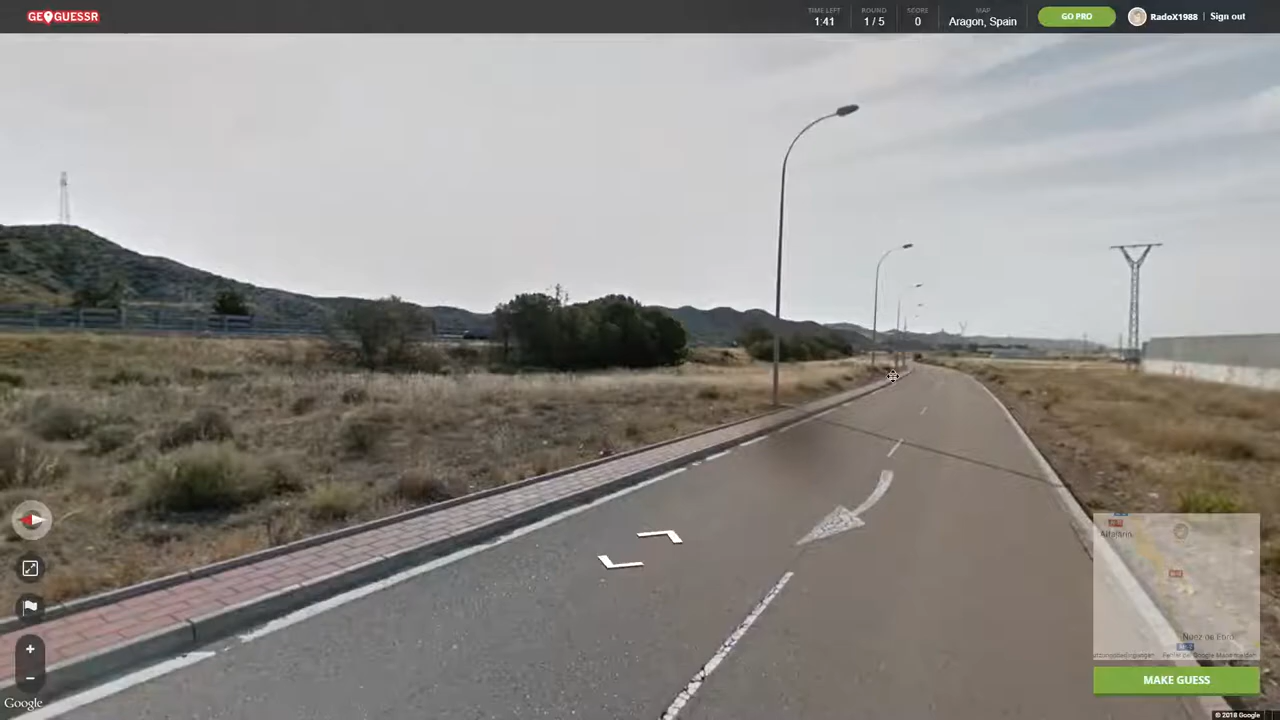 GEOGUESSR
TIME LEFT
1:41
ROUND
1 / 5
SCORE
0
MAP
Aragon, Spain
GO PRO
RadoX1988
Sign out
Alfajarín
Nuez de Ebro
MAKE GUESS
Google
© 2018 Google